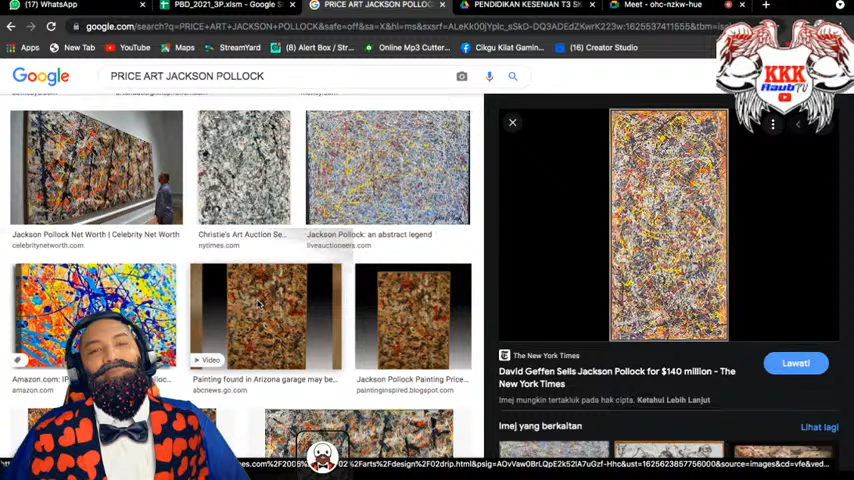 (17) WhatsApp
PBD_2021_3P.xlsm - Google S
PRICE ART JACKSON POLLOCK
PENDIDIKAN KESENIAN T3 SK
Meet - ohc-nzkw-hue
google.com/search?q=PRICE+ART+JACKSON+POLLOCK&safe=off&sa=X&hl=ms&
Apps
New Tab
YouTube
Maps
StreamYard
(8) Alert Box / Str...
Online Mp3 Cutter...
Cikgu Kilat Gaming...
(16) Creator Studio
KKK
Raub TV
Google
PRICE ART JACKSON POLLOCK
Jackson Pollock Net Worth | Celebrity Net Worth
celebritynetworth.com
Christie's Art Auction Se...
nytimes.com
Jackson Pollock: an abstract legend
liveauctioneers.com
Video
Amazon.com:
amazon.com
Painting found in Arizona garage may be...
abcnews.go.com
Jackson Pollock Painting Price...
paintinginspired.blogspot.com
The New York Times
David Geffen Sells Jackson Pollock for $140 million - The
New York Times
Lawati
Imej mungkin tertakluk pada hak cipta. Ketahui Lebih Lanjut
Imej yang berkaitan
Lihat lagi